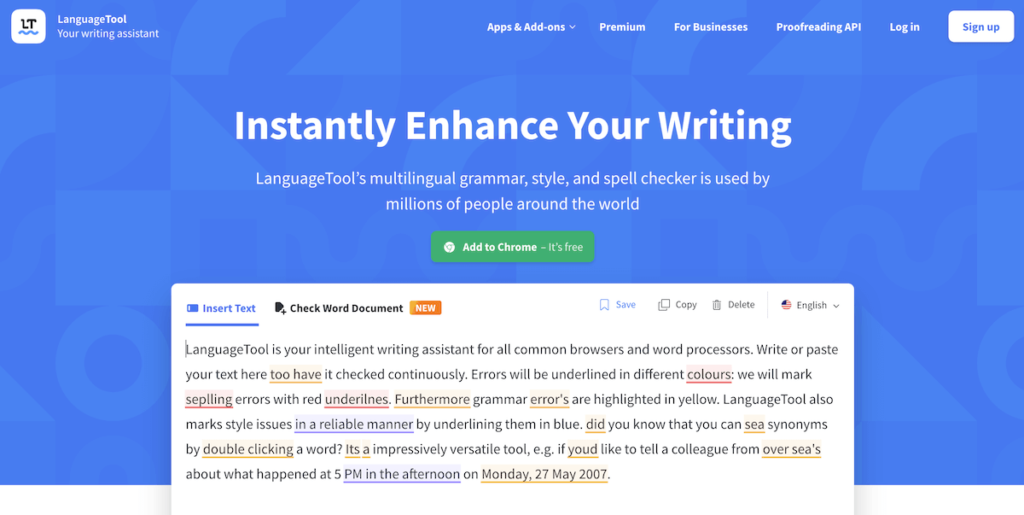 LanguageTool
Your writing assistant
Apps & Add-ons
Premium
For Businesses
Proofreading API
Log in
Sign up
Instantly Enhance Your Writing
LanguageTool’s multilingual grammar, style, and spell checker is used by
millions of people around the world
Add to Chrome – It’s free
Insert Text
Check Word Document NEW
Save
Copy
Delete
English
LanguageTool is your intelligent writing assistant for all common browsers and word processors. Write or paste
your text here too have it checked continuously. Errors will be underlined in different colours: we will mark
seplling errors with red underilnes. Furthermore grammar error's are highlighted in yellow. LanguageTool also
marks style issues in a reliable manner by underlining them in blue. did you know that you can sea synonyms
by double clicking a word? Its a impressively versatile tool, e.g. if youd like to tell a colleague from over sea's
about what happened at 5 PM in the afternoon on Monday, 27 May 2007.